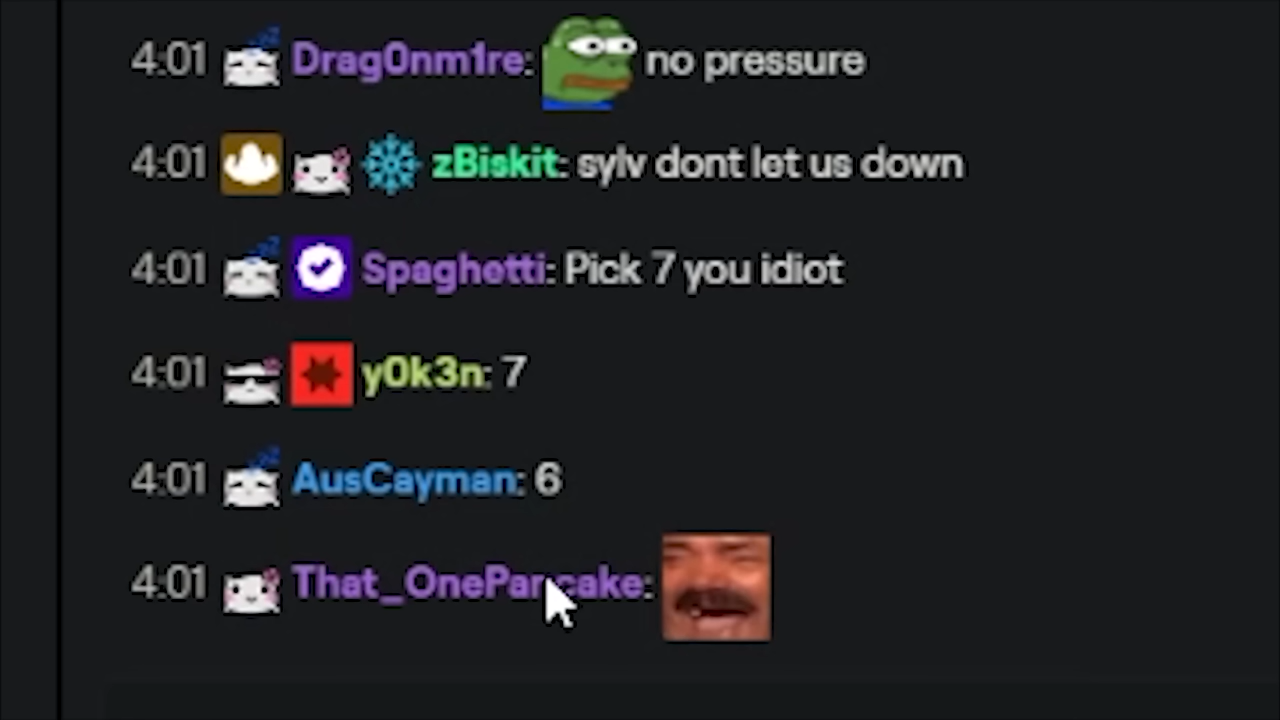 4:01 Drag0nm1re: no pressure
4:01 zBiskit: sylv dont let us down
4:01 Spaghetti: Pick 7 you idiot
4:01 y0k3n: 7
4:01 AusCayman: 6
4:01 That_OnePancake: